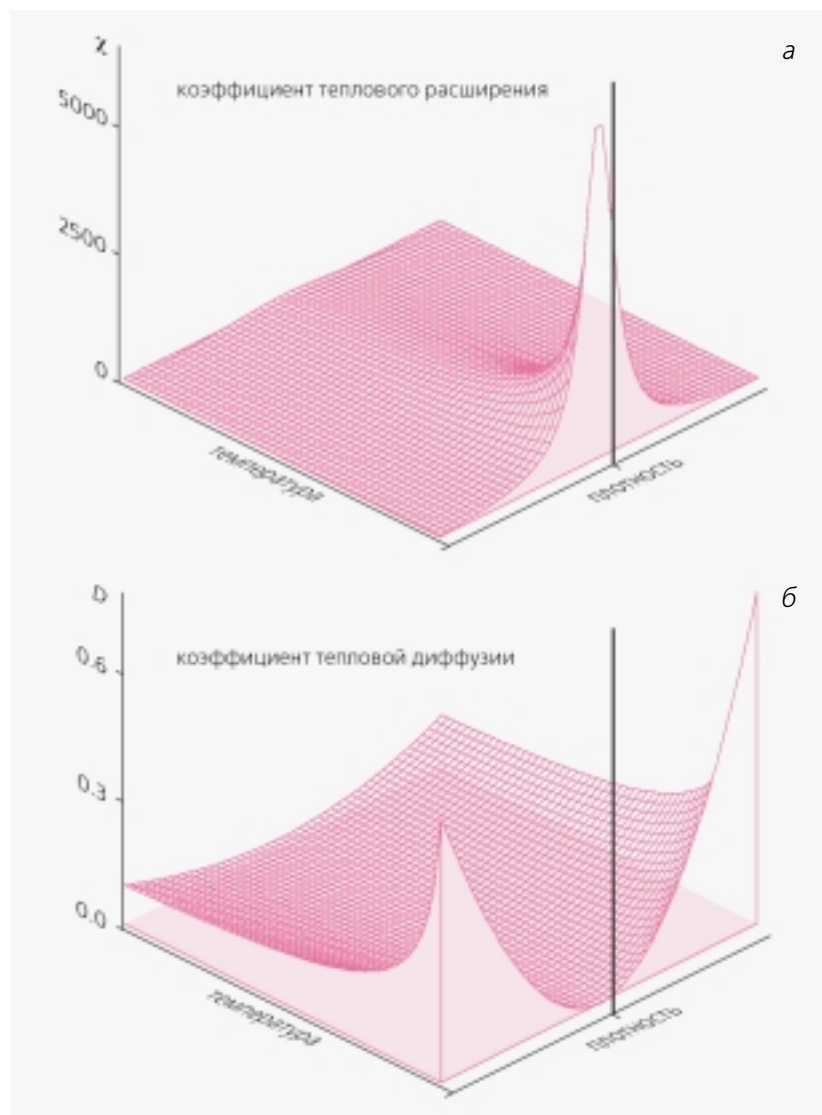 χ
а
коэффициент теплового расширения
5000
2500
0
температура
плотность
D
б
коэффициент тепловой диффузии
0.6
0.3
0.0
температура
плотность